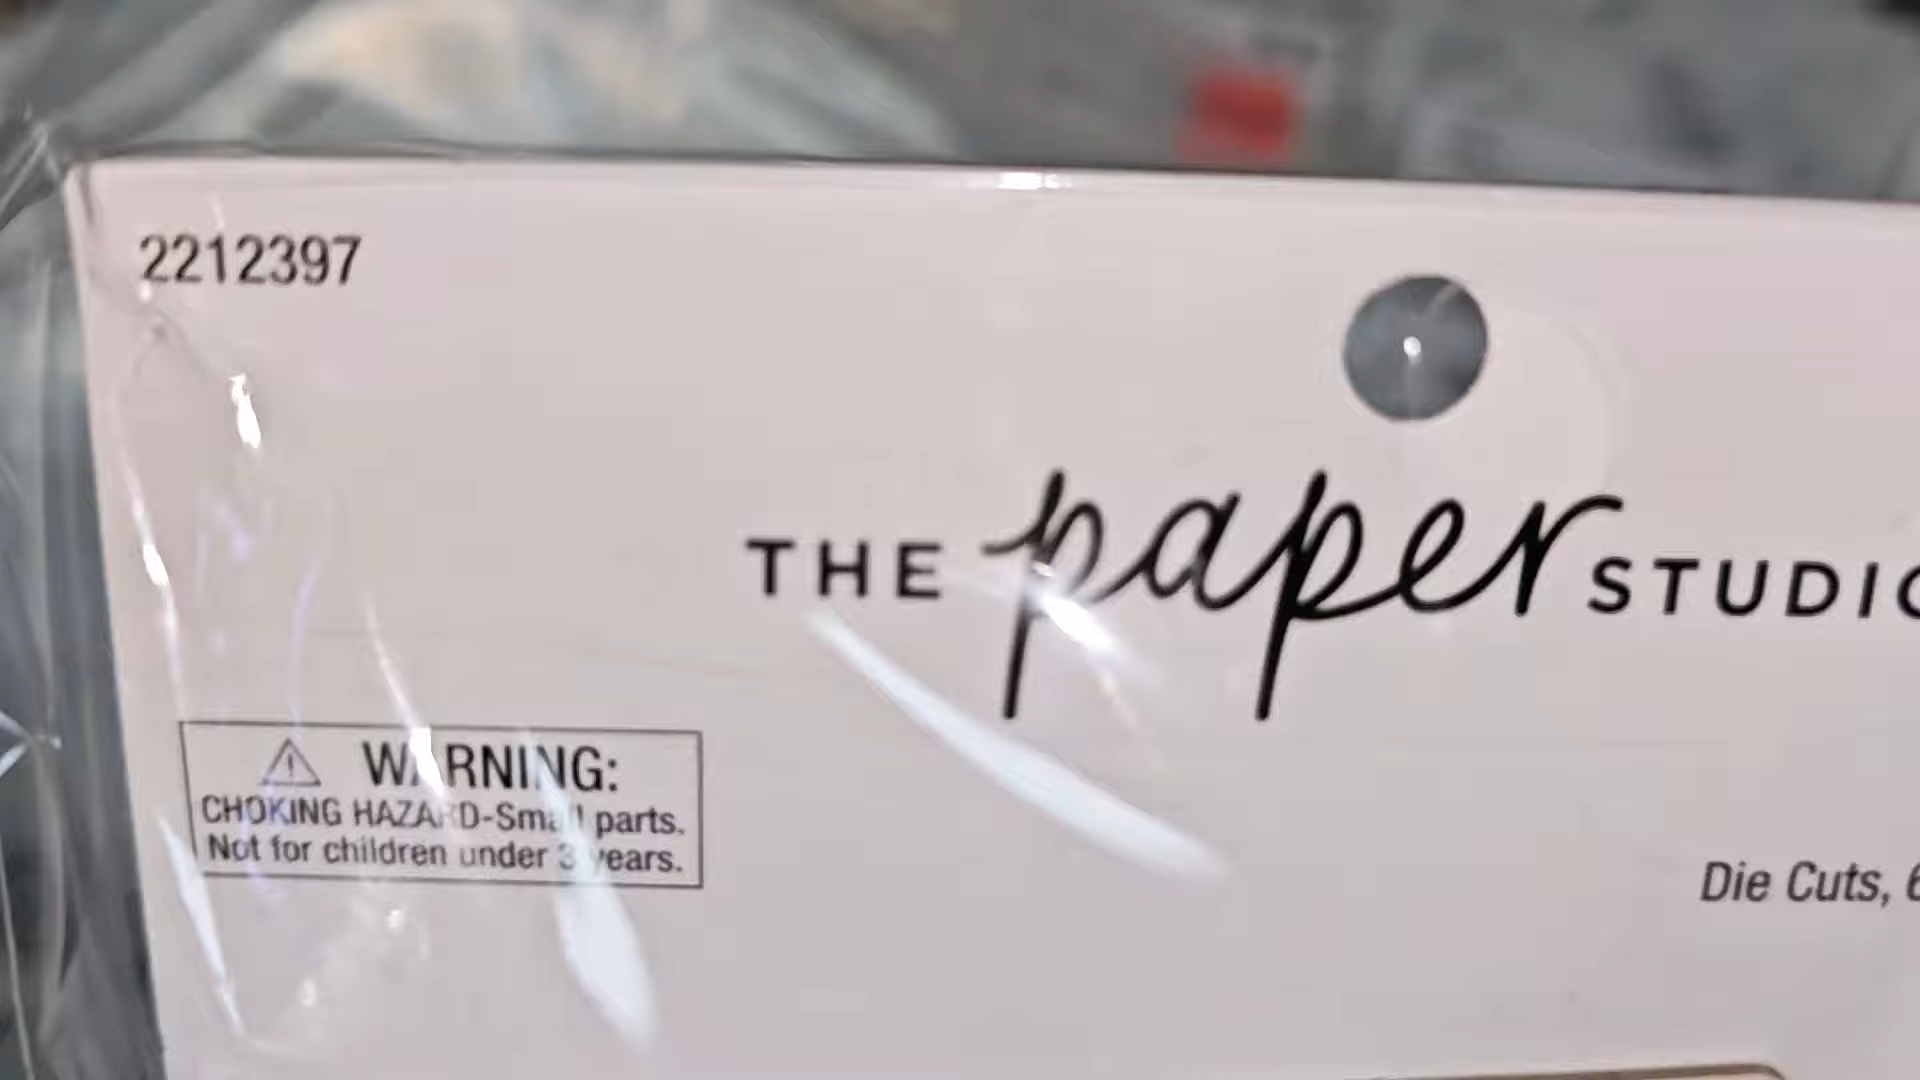 2212397
THE paper STUDIO
WARNING:
CHOKING HAZARD-Small parts.
Not for children under 3 years.
Die Cuts,